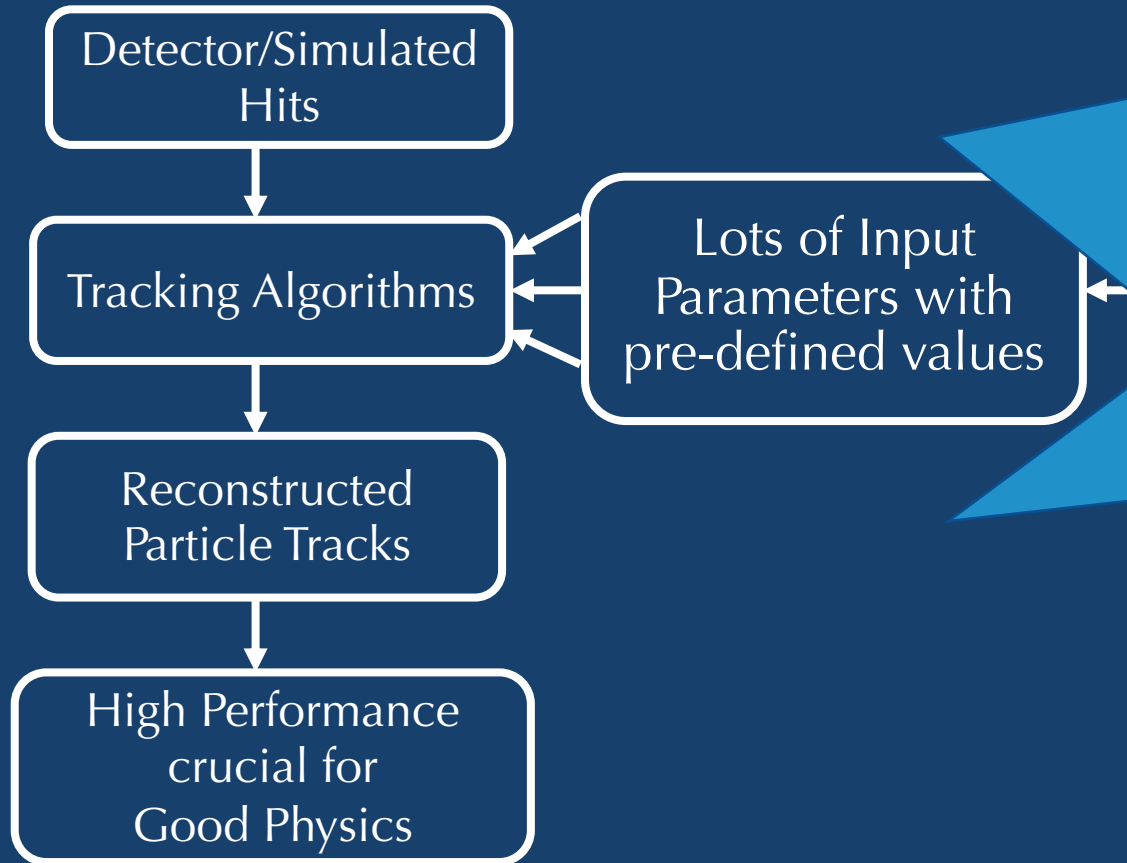 Detector/Simulated
Hits
Tracking Algorithms
Lots of Input
Parameters with
pre-defined values
Reconstructed
Particle Tracks
High Performance
crucial for
Good Physics